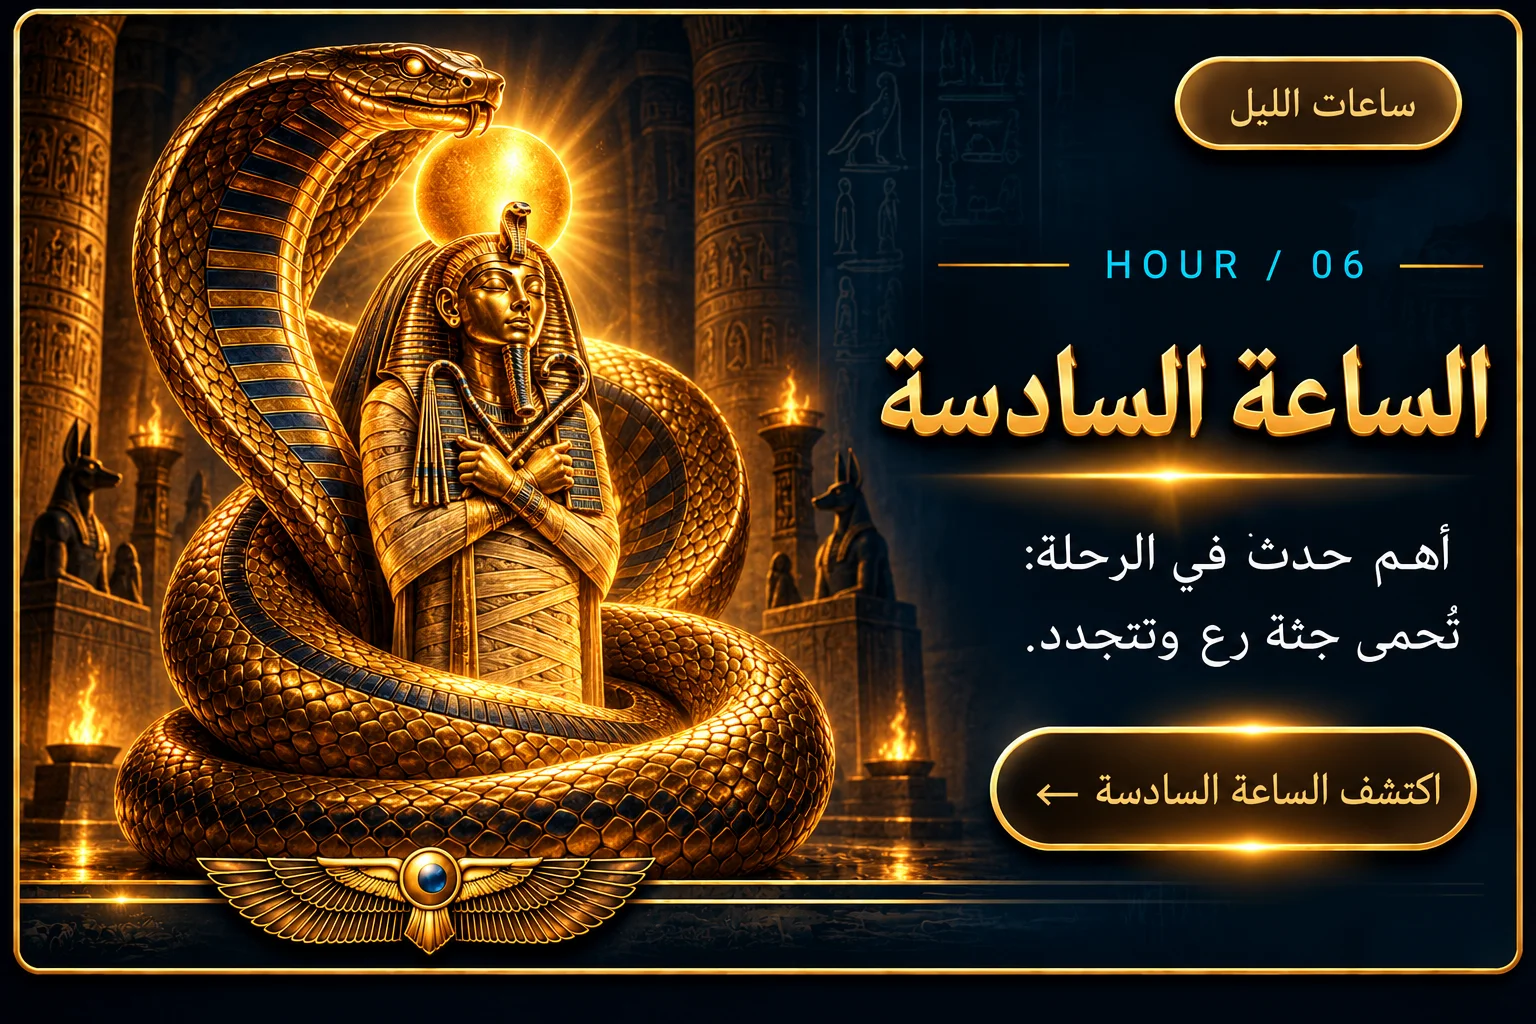 ساعات الليل
HOUR / 06
الساعة السادسة
أهم حدث في الرحلة:
تُحمى جثة رع وتتجدد.
اكتشف الساعة السادسة ←